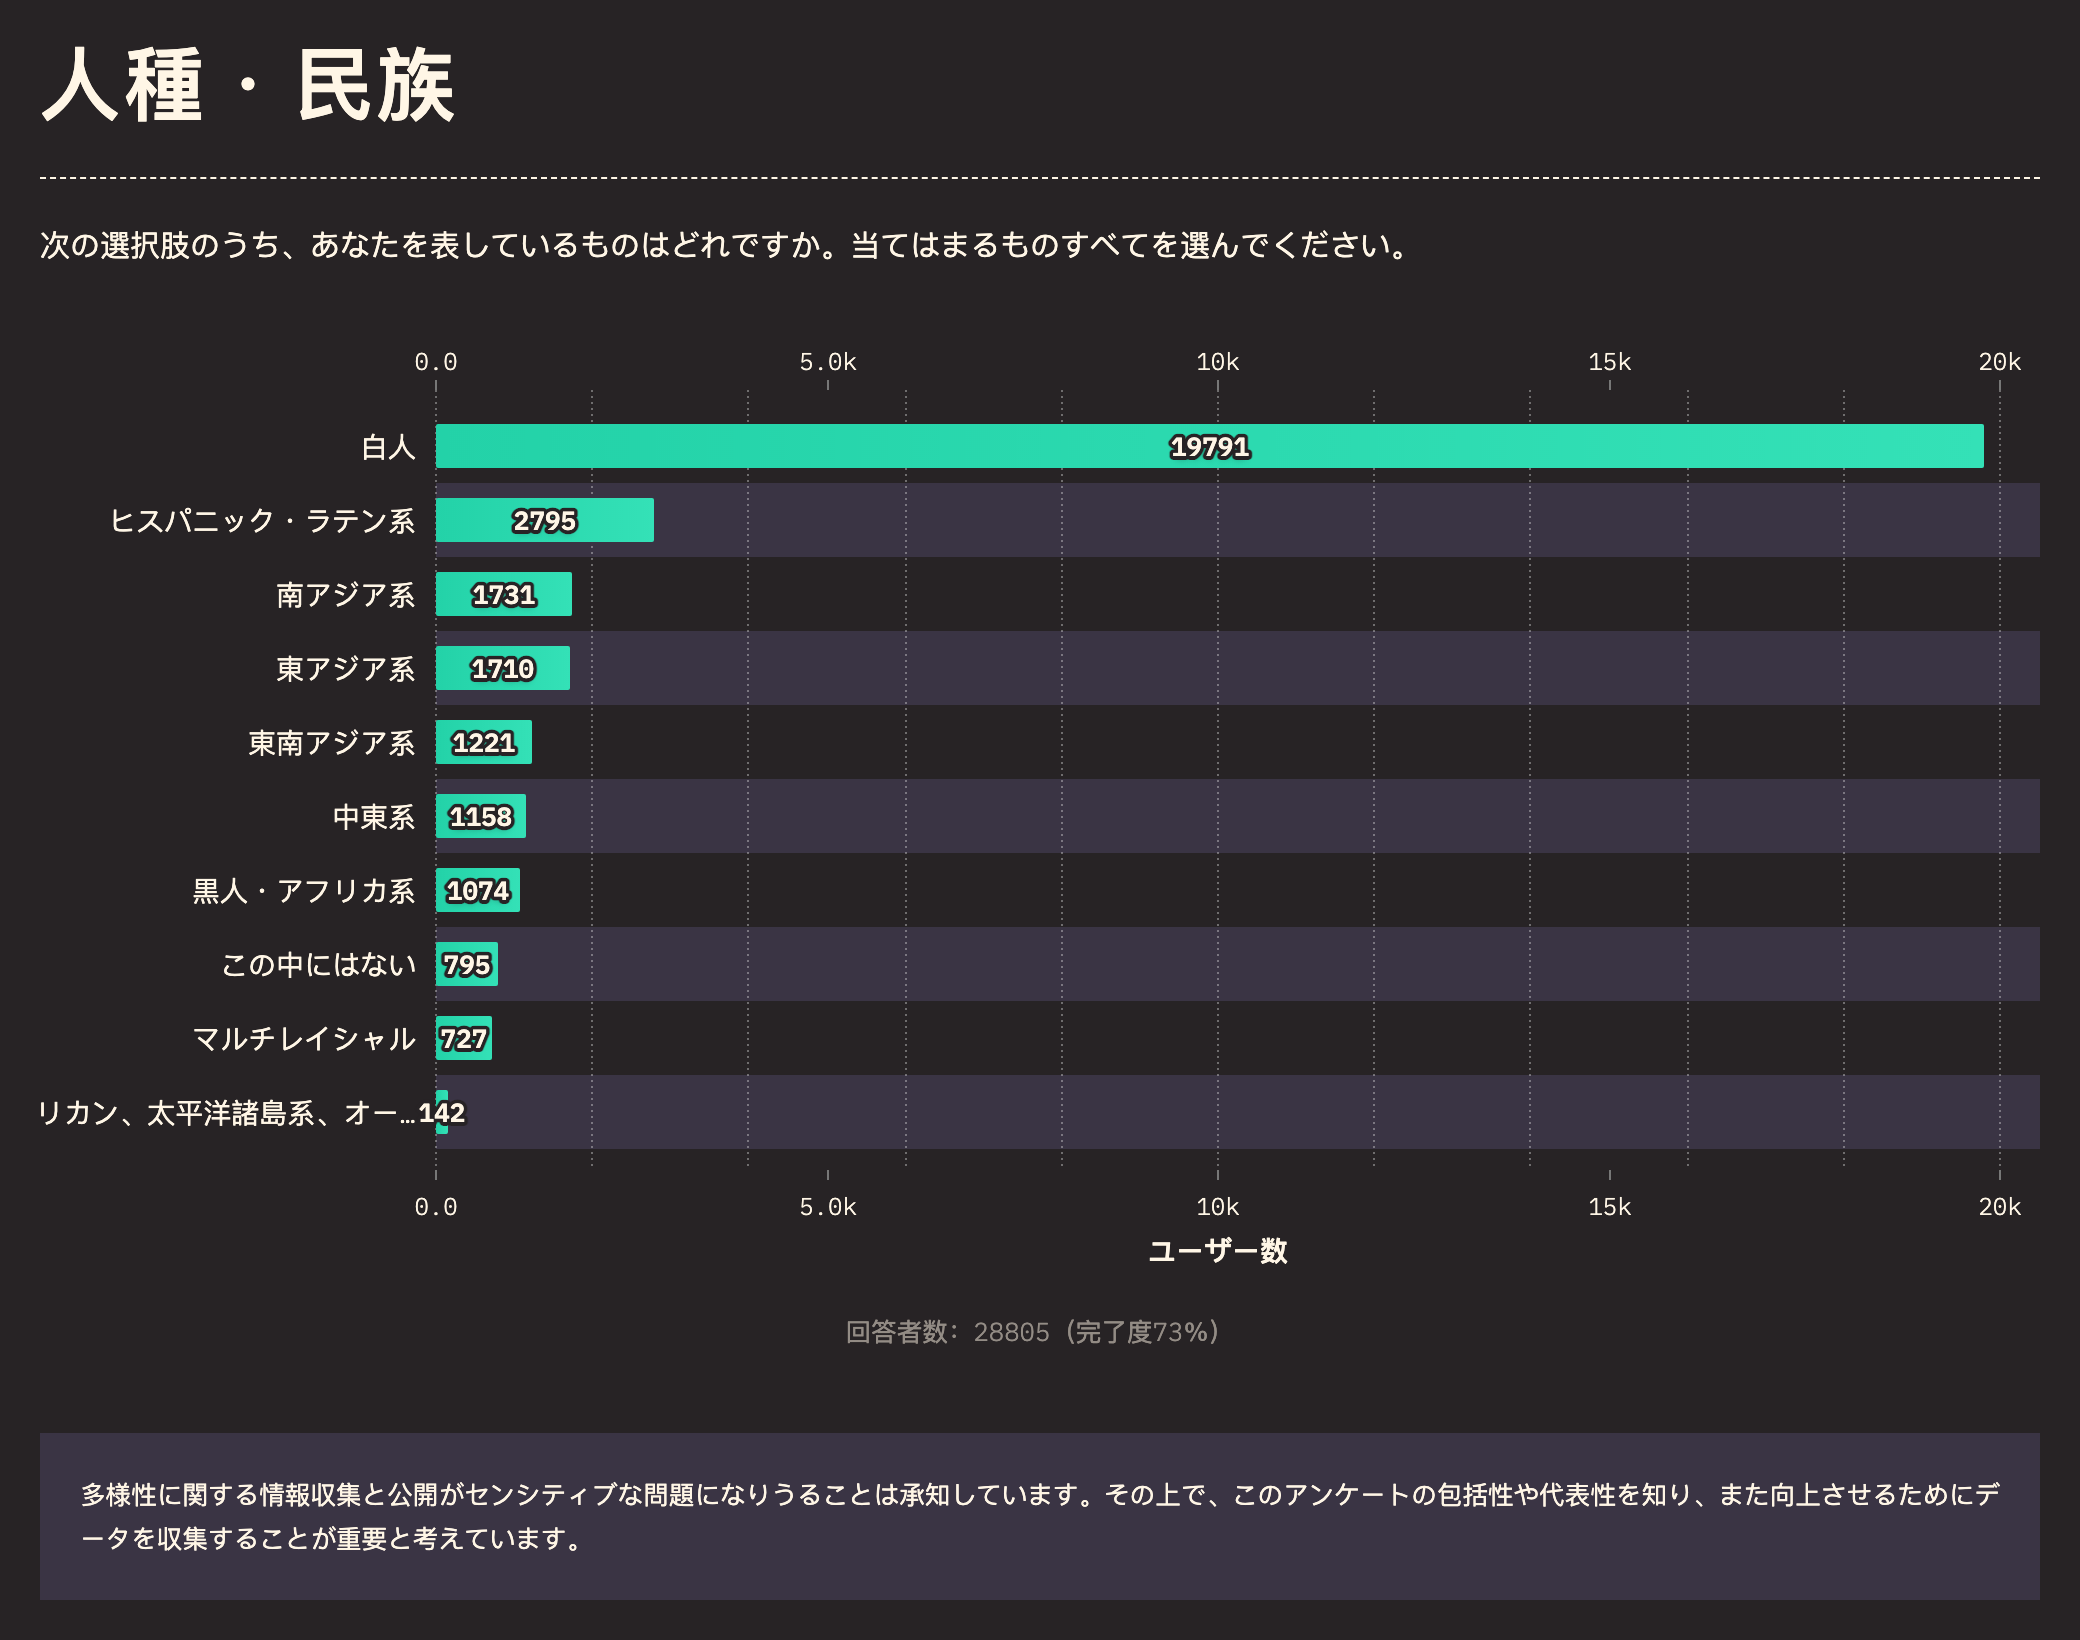 人種・民族
次の選択肢のうち、あなたを表しているものはどれですか。当てはまるものすべてを選んでください。
0.0 5.0k 10k 15k 20k
白人 19791
ヒスパニック・ラテン系 2795
南アジア系 1731
東アジア系 1710
東南アジア系 1221
中東系 1158
黒人・アフリカ系 1074
この中にはない 795
マルチレイシャル 727
リカン、太平洋諸島系、オー… 142
0.0 5.0k 10k 15k 20k
ユーザー数
回答者数: 28805 (完了度73%)
多様性に関する情報収集と公開がセンシティブな問題になりうることは承知しています。その上で、このアンケートの包括性や代表性を知り、また向上させるためにデ
ータを収集することが重要と考えています。